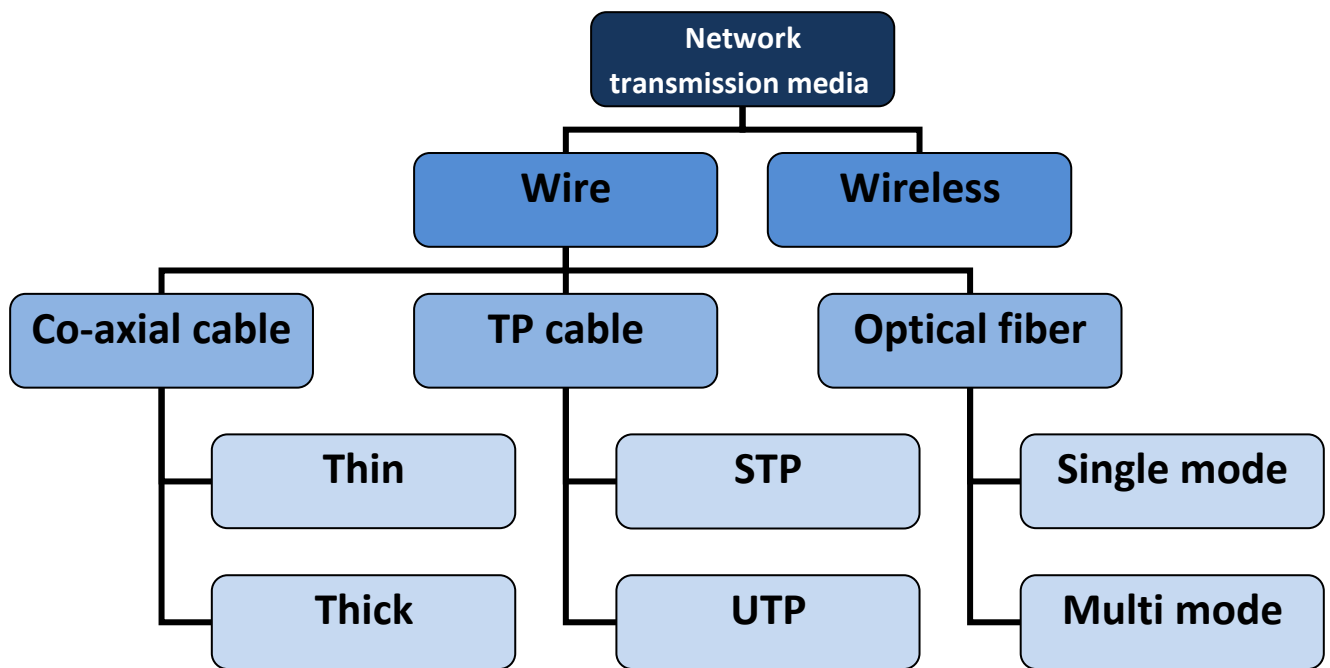 Network
transmission media
Wire
Wireless
Co-axial cable
TP cable
Optical fiber
Thin
STP
Single mode
Thick
UTP
Multi mode